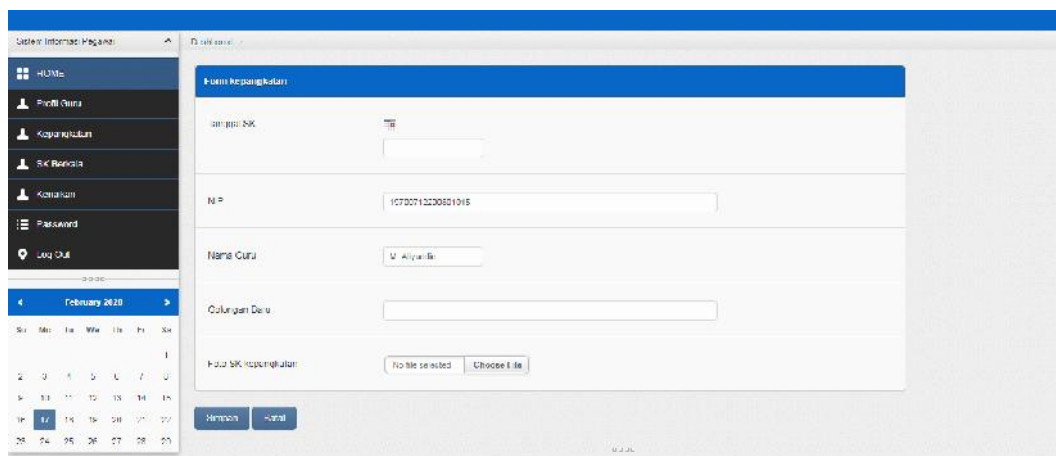 Sistem Informasi Pegawai
Dashboard /
HOME
Profil Guru
Kepangkatan
SK Berkala
Kenaikan
Password
Log Out
February 2020
Su Mo Tu We Th Fr Sa
1
2 3 4 5 6 7 8
9 10 11 12 13 14 15
16 17 18 19 20 21 22
23 24 25 26 27 28 29
Form kepangkatan
Tanggal SK
NIP
Nama Guru
M.
Golongan Baru
Foto SK kepangkatan
No file selected Choose File
Simpan Batal